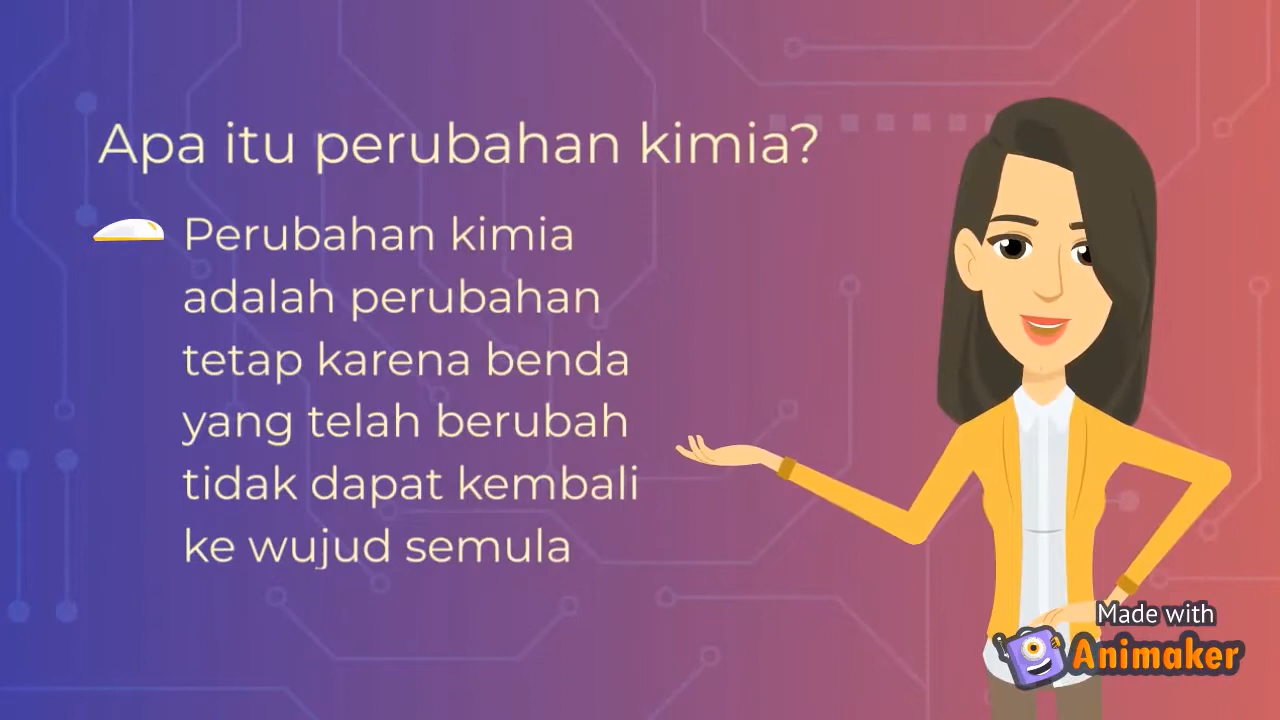 Apa itu perubahan kimia?
Perubahan kimia
adalah perubahan
tetap karena benda
yang telah berubah
tidak dapat kembali
ke wujud semula
Made with
Animaker